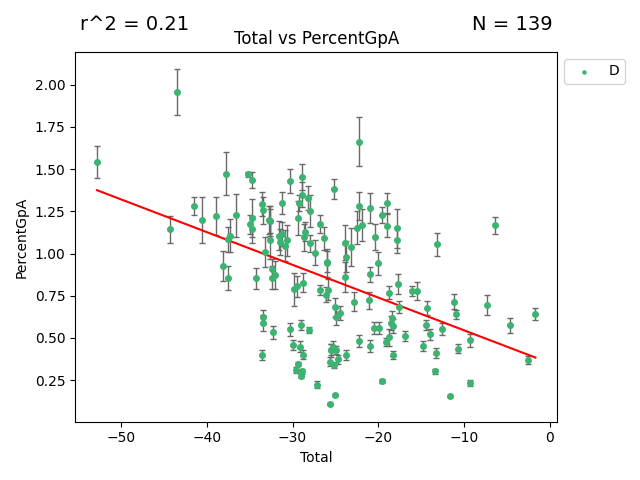 r^2 = 0.21 N = 139
Total vs PercentGpA
D
PercentGpA
2.00
1.75
1.50
1.25
1.00
0.75
0.50
0.25
−50 −40 −30 −20 −10 0
Total